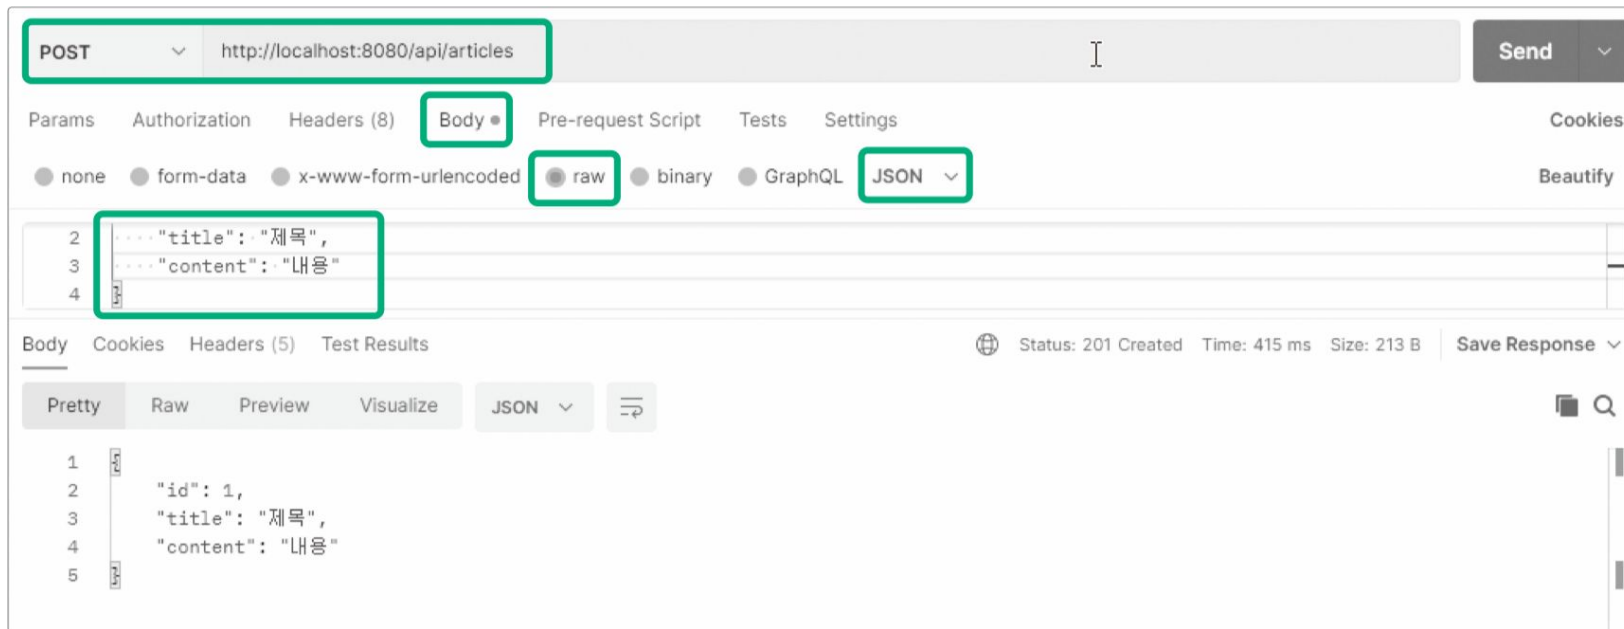 POST http://localhost:8080/api/articles Send
Params Authorization Headers (8) Body Pre-request Script Tests Settings Cookies
none form-data x-www-form-urlencoded raw binary GraphQL JSON Beautify
2 "title": "제목",
3 "content": "내용"
4 }
Body Cookies Headers (5) Test Results Status: 201 Created Time: 415 ms Size: 213 B Save Response
Pretty Raw Preview Visualize JSON
1 {
2 "id": 1,
3 "title": "제목",
4 "content": "내용"
5 }